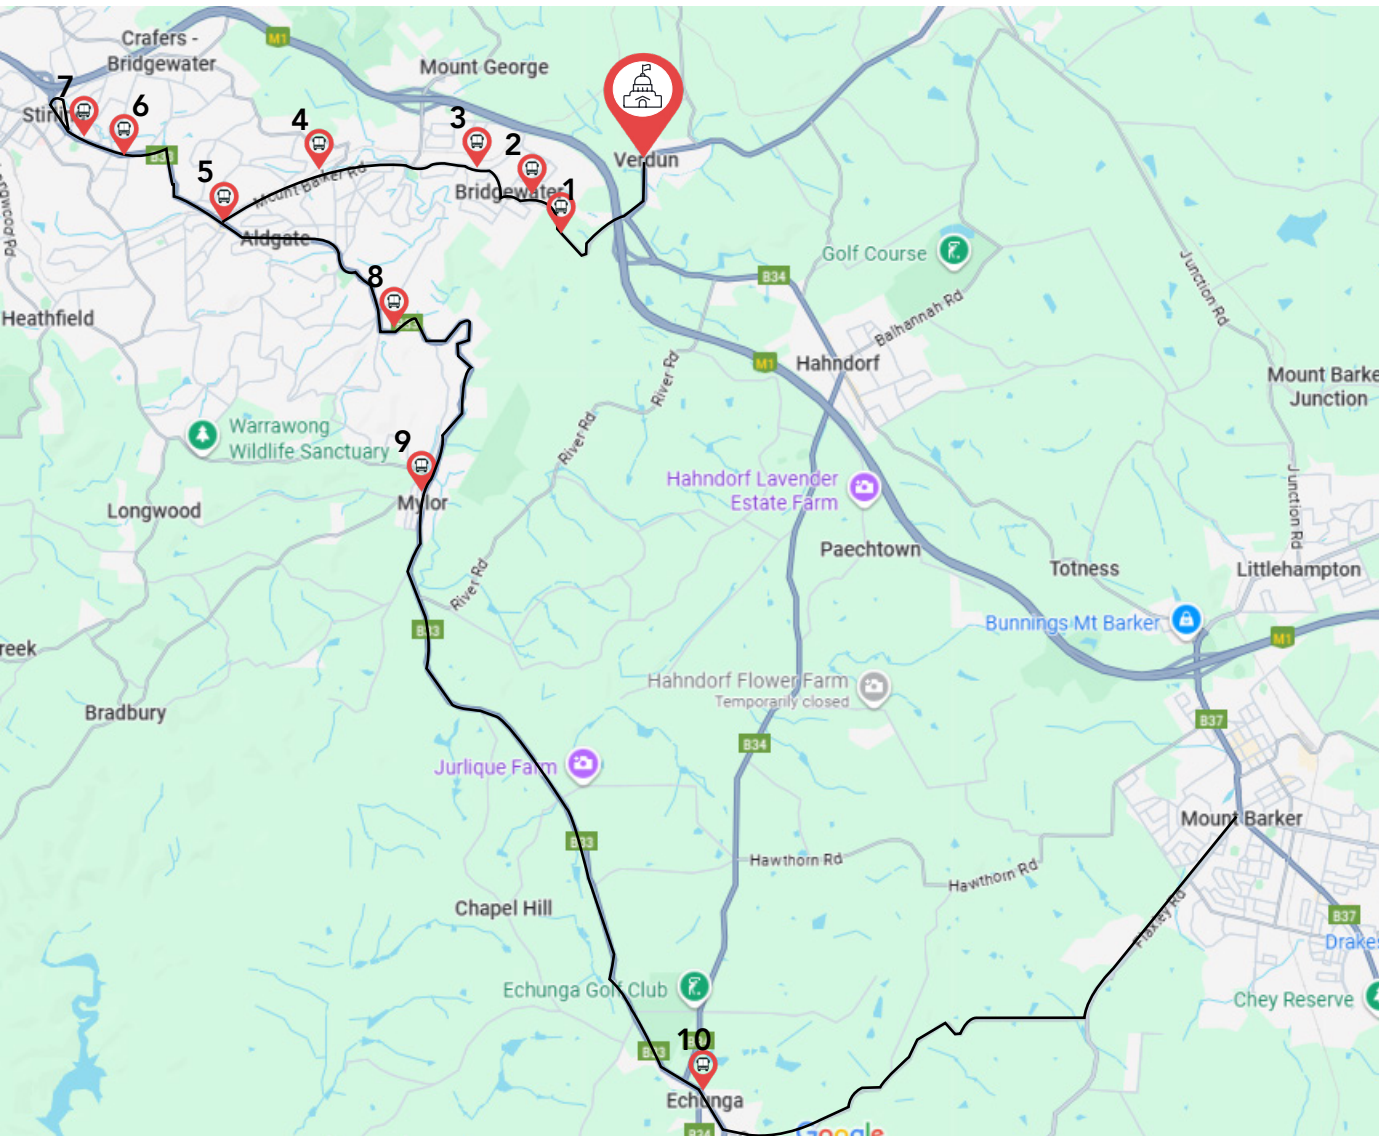 Crafers -
Bridgewater
M1
Mount George
7
6
3
4
2
Verdun
5
Mount Barker Rd
Bridgewater
1
Aldgate
Golf Course
B34
Junction Rd
8
Heathfield
Balhannah Rd
M1
Hahndorf
River Rd
Mount Barke
Junction
Warrawong
Wildlife Sanctuary
9
River Rd
Hahndorf Lavender
Estate Farm
Mylor
Longwood
Junction Rd
Paechtown
Totness
Littlehampton
River Rd
Bunnings Mt Barker
B33
M1
reek
Hahndorf Flower Farm
Temporarily closed
Bradbury
B37
B34
Jurlique Farm
Mount Barker
B33
Hawthorn Rd
Hawthorn Rd
Chapel Hill
Flaxley Rd
B37
Drakes
Echunga Golf Club
Chey Reserve
10
B33
Echunga
B34
Google